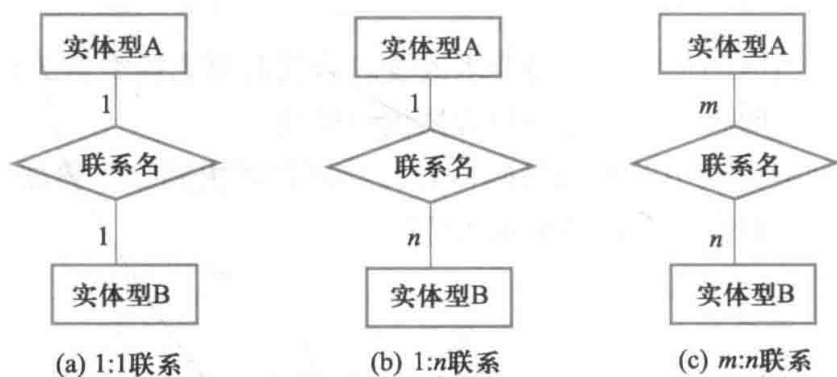 实体型A 实体型A 实体型A
1 1 m
联系名 联系名 联系名
1 n n
实体型B 实体型B 实体型B
(a) 1:1联系 (b) 1:n联系 (c) m:n联系